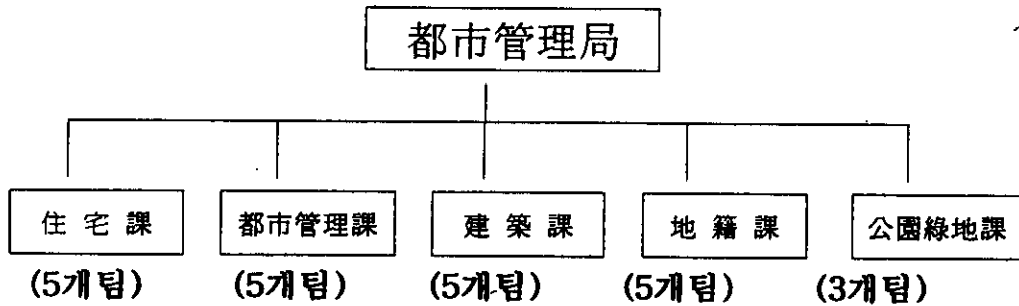 都市管理局
住宅課 都市管理課 建築課 地籍課 公園綠地課
(5개팀) (5개팀) (5개팀) (5개팀) (3개팀)